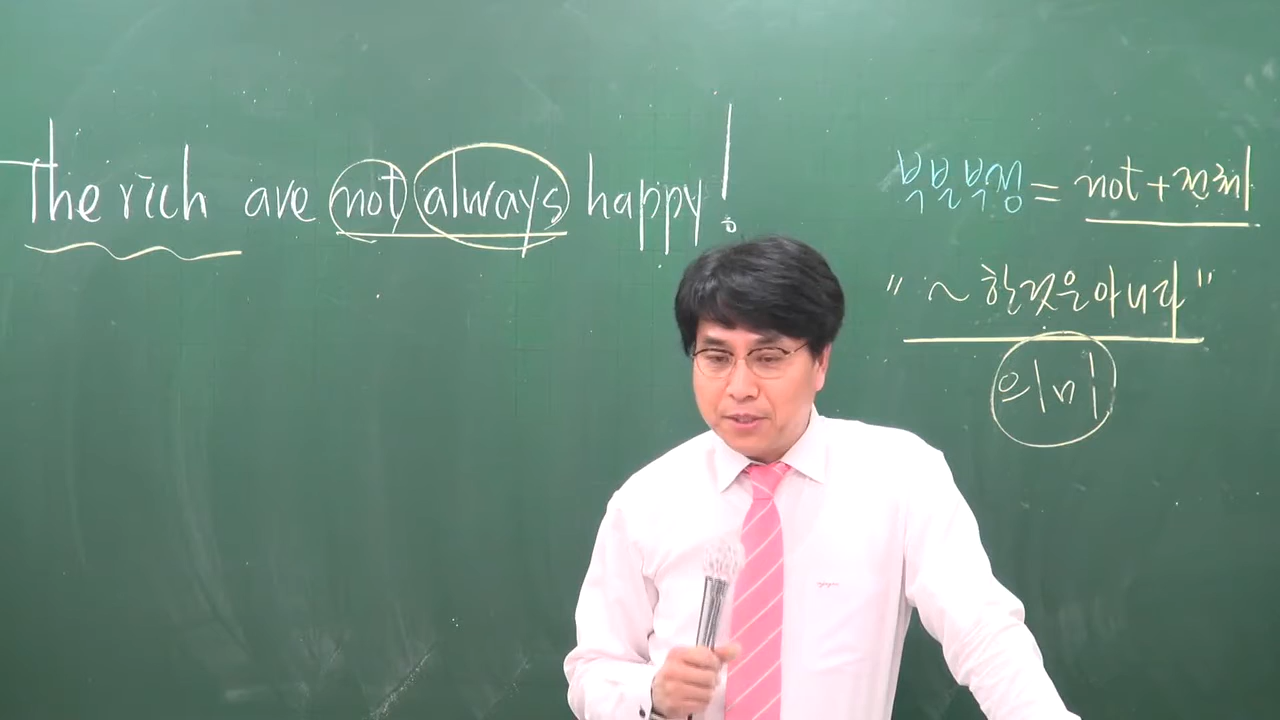 The rich are not always happy!
부분부정 = not + 전체
" ~ 한것은아니다 "
의미